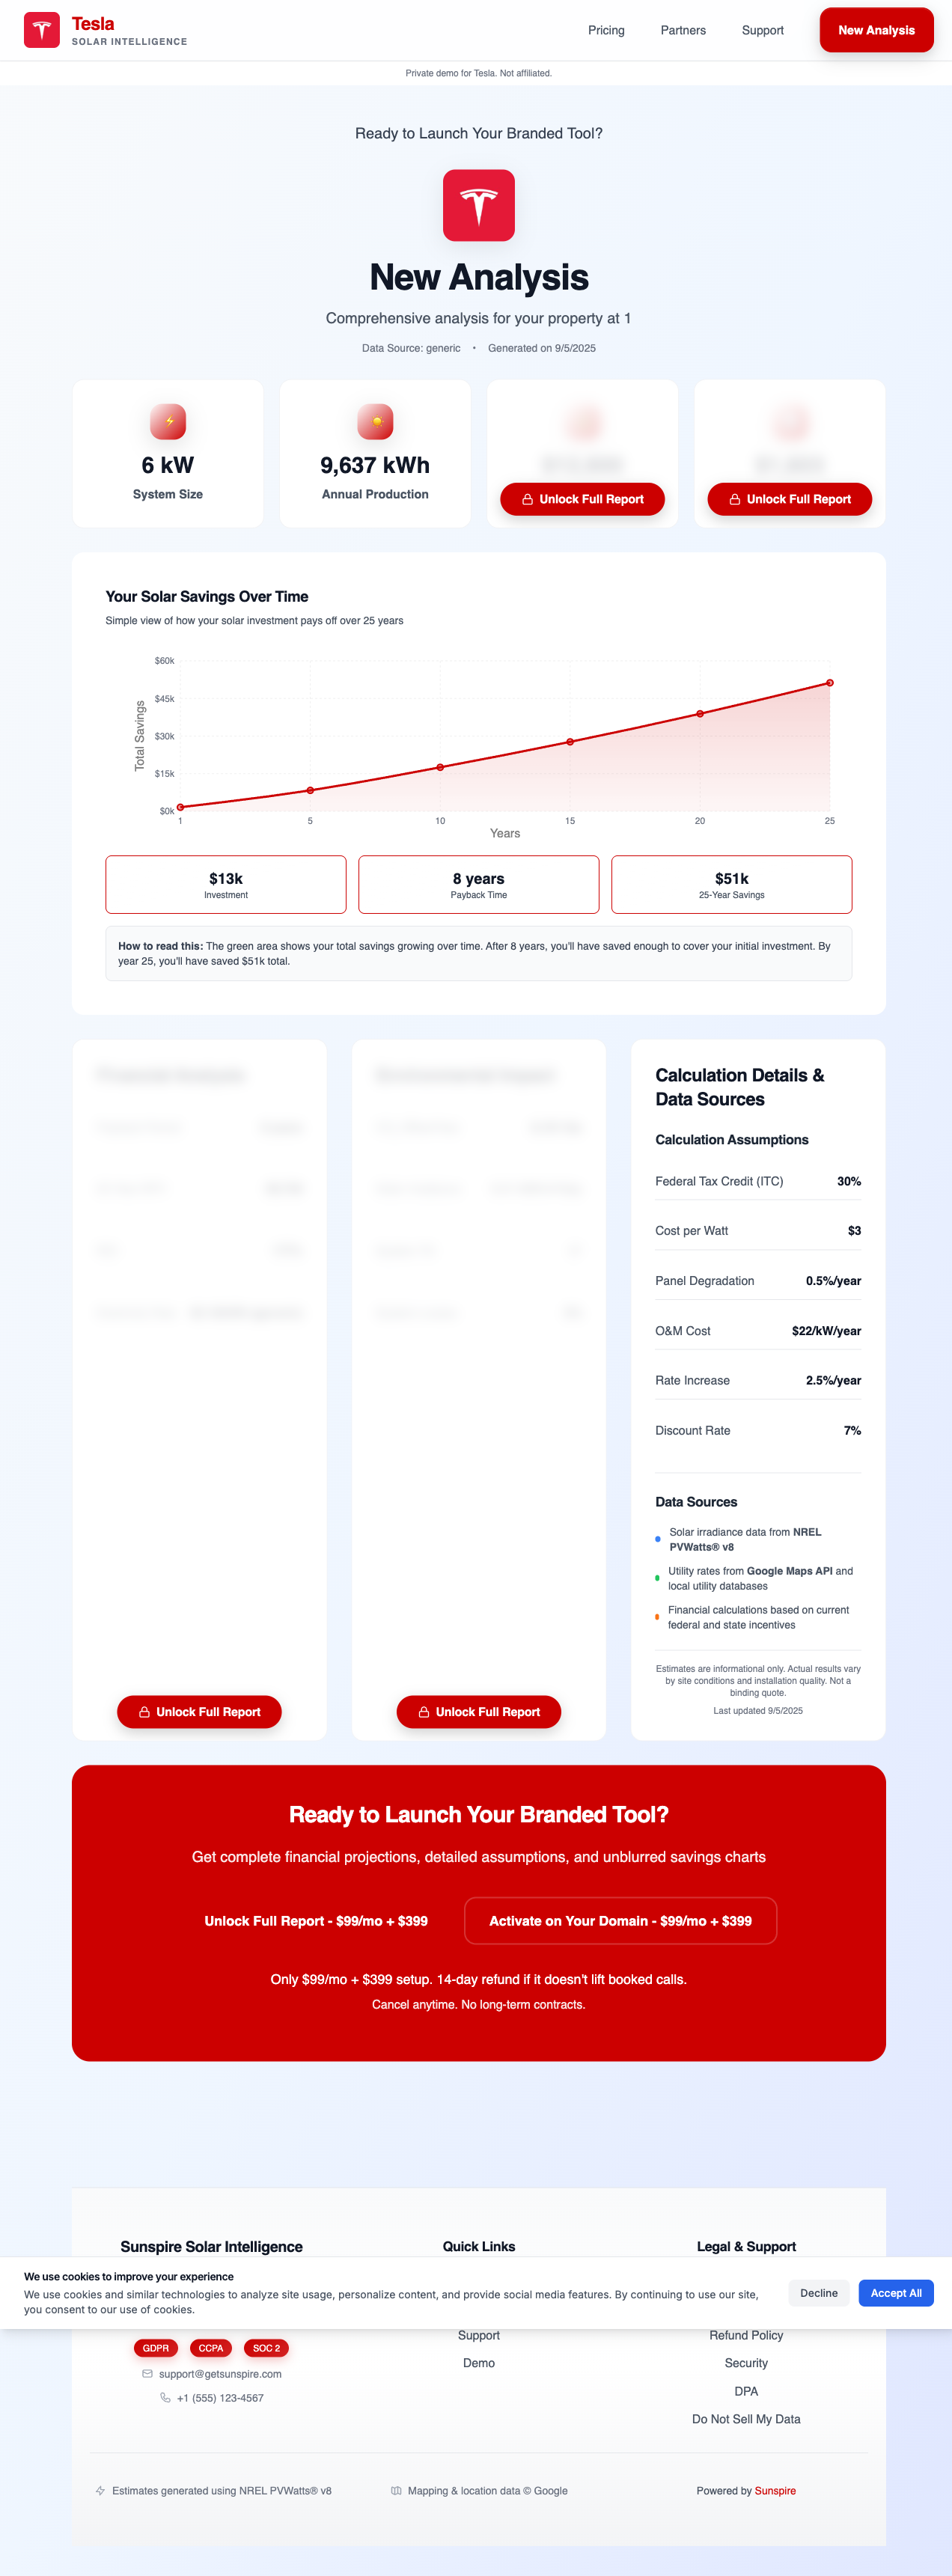 Tesla
SOLAR INTELLIGENCE
Pricing
Partners
Support
New Analysis
Private demo for Tesla. Not affiliated.
Ready to Launch Your Branded Tool?
New Analysis
Comprehensive analysis for your property at 1
Data Source: generic • Generated on 9/5/2025
6 kW
System Size
9,637 kWh
Annual Production
Unlock Full Report
Unlock Full Report
Your Solar Savings Over Time
Simple view of how your solar investment pays off over 25 years
Total Savings
$60k
$45k
$30k
$15k
$0k
1 5 10 15 20 25
Years
$13k
Investment
8 years
Payback Time
$51k
25-Year Savings
How to read this: The green area shows your total savings growing over time. After 8 years, you'll have saved enough to cover your initial investment. By
year 25, you'll have saved $51k total.
Financial Analysis
Environmental Impact
Unlock Full Report
Unlock Full Report
Calculation Details &
Data Sources
Calculation Assumptions
Federal Tax Credit (ITC) 30%
Cost per Watt $3
Panel Degradation 0.5%/year
O&M Cost $22/kW/year
Rate Increase 2.5%/year
Discount Rate 7%
Data Sources
Solar irradiance data from NREL
PVWatts® v8
Utility rates from Google Maps API and
local utility databases
Financial calculations based on current
federal and state incentives
Estimates are informational only. Actual results vary
by site conditions and installation quality. Not a
binding quote.
Last updated 9/5/2025
Ready to Launch Your Branded Tool?
Get complete financial projections, detailed assumptions, and unblurred savings charts
Unlock Full Report - $99/mo + $399
Activate on Your Domain - $99/mo + $399
Only $99/mo + $399 setup. 14-day refund if it doesn't lift booked calls.
Cancel anytime. No long-term contracts.
Sunspire Solar Intelligence
Quick Links
Legal & Support
We use cookies to improve your experience
We use cookies and similar technologies to analyze site usage, personalize content, and provide social media features. By continuing to use our site,
you consent to our use of cookies.
Decline
Accept All
GDPR
CCPA
SOC 2
support@getsunspire.com
+1 (555) 123-4567
Support
Demo
Refund Policy
Security
DPA
Do Not Sell My Data
Estimates generated using NREL PVWatts® v8
Mapping & location data © Google
Powered by Sunspire